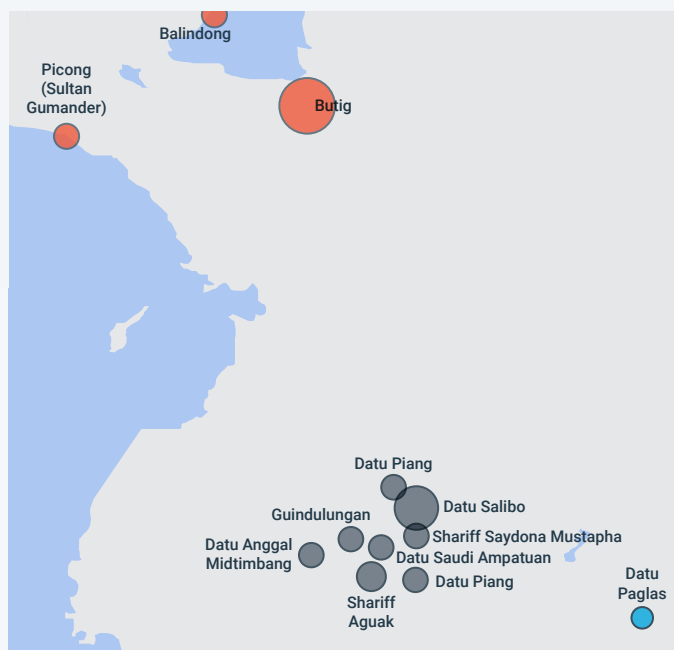 Balindong
Picong
(Sultan
Gumander)
Butig
Datu Piang
Datu Salibo
Guindulungan
Shariff Saydona Mustapha
Datu Anggal
Midtimbang
Datu Saudi Ampatuan
Datu Piang
Datu
Paglas
Shariff
Aguak